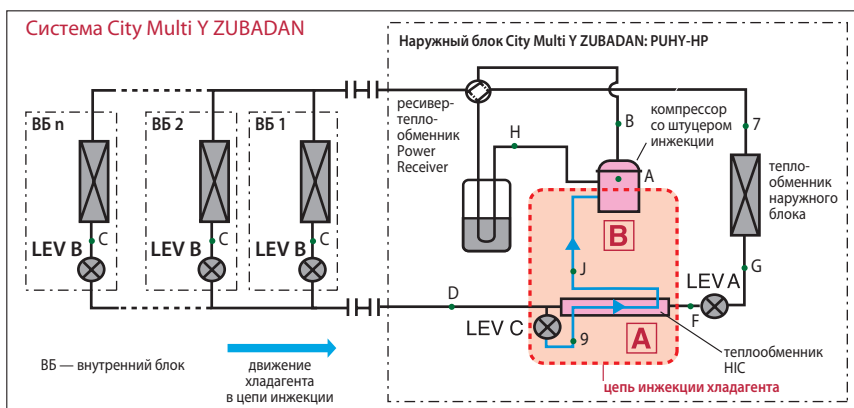 Система City Multi Y ZUBADAN
Наружный блок City Multi Y ZUBADAN: PUHY-HP
ВБ n
ВБ 2
ВБ 1
ресивер-
тепло-
обменник
Power
Receiver
H
B
компрессор
со штуцером
инжекции
A
7
тепло-
обменник
наружного
блока
LEV B
C
LEV B
C
LEV B
C
B
J
G
LEV A
D
F
LEV C
9
A
теплообменник
HIC
ВБ — внутренний блок
движение
хладагента
в цепи инжекции
цепь инжекции хладагента